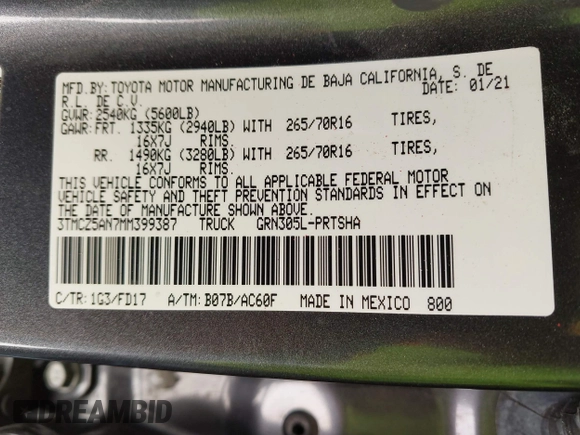 MFD.BY:TOYOTA MOTOR MANUFACTURING DE BAJA CALIFORNIA, S. DE
R.L. DE C.V. DATE: 01/21
GVWR:2540KG (5600LB)
GAWR:FRT. 1335KG (2940LB) WITH 265/70R16 TIRES,
16X7J RIMS.
RR. 1490KG (3280LB) WITH 265/70R16 TIRES,
16X7J RIMS.
THIS VEHICLE CONFORMS TO ALL APPLICABLE FEDERAL MOTOR
VEHICLE SAFETY AND THEFT PREVENTION STANDARDS IN EFFECT ON
THE DATE OF MANUFACTURE SHOWN ABOVE.
3TMCZ5AN7MM399387 TRUCK GRN305L-PRTSHA
C/TR:1G3/FD17 A/TM:B07B/AC60F MADE IN MEXICO 800
DREAMBID